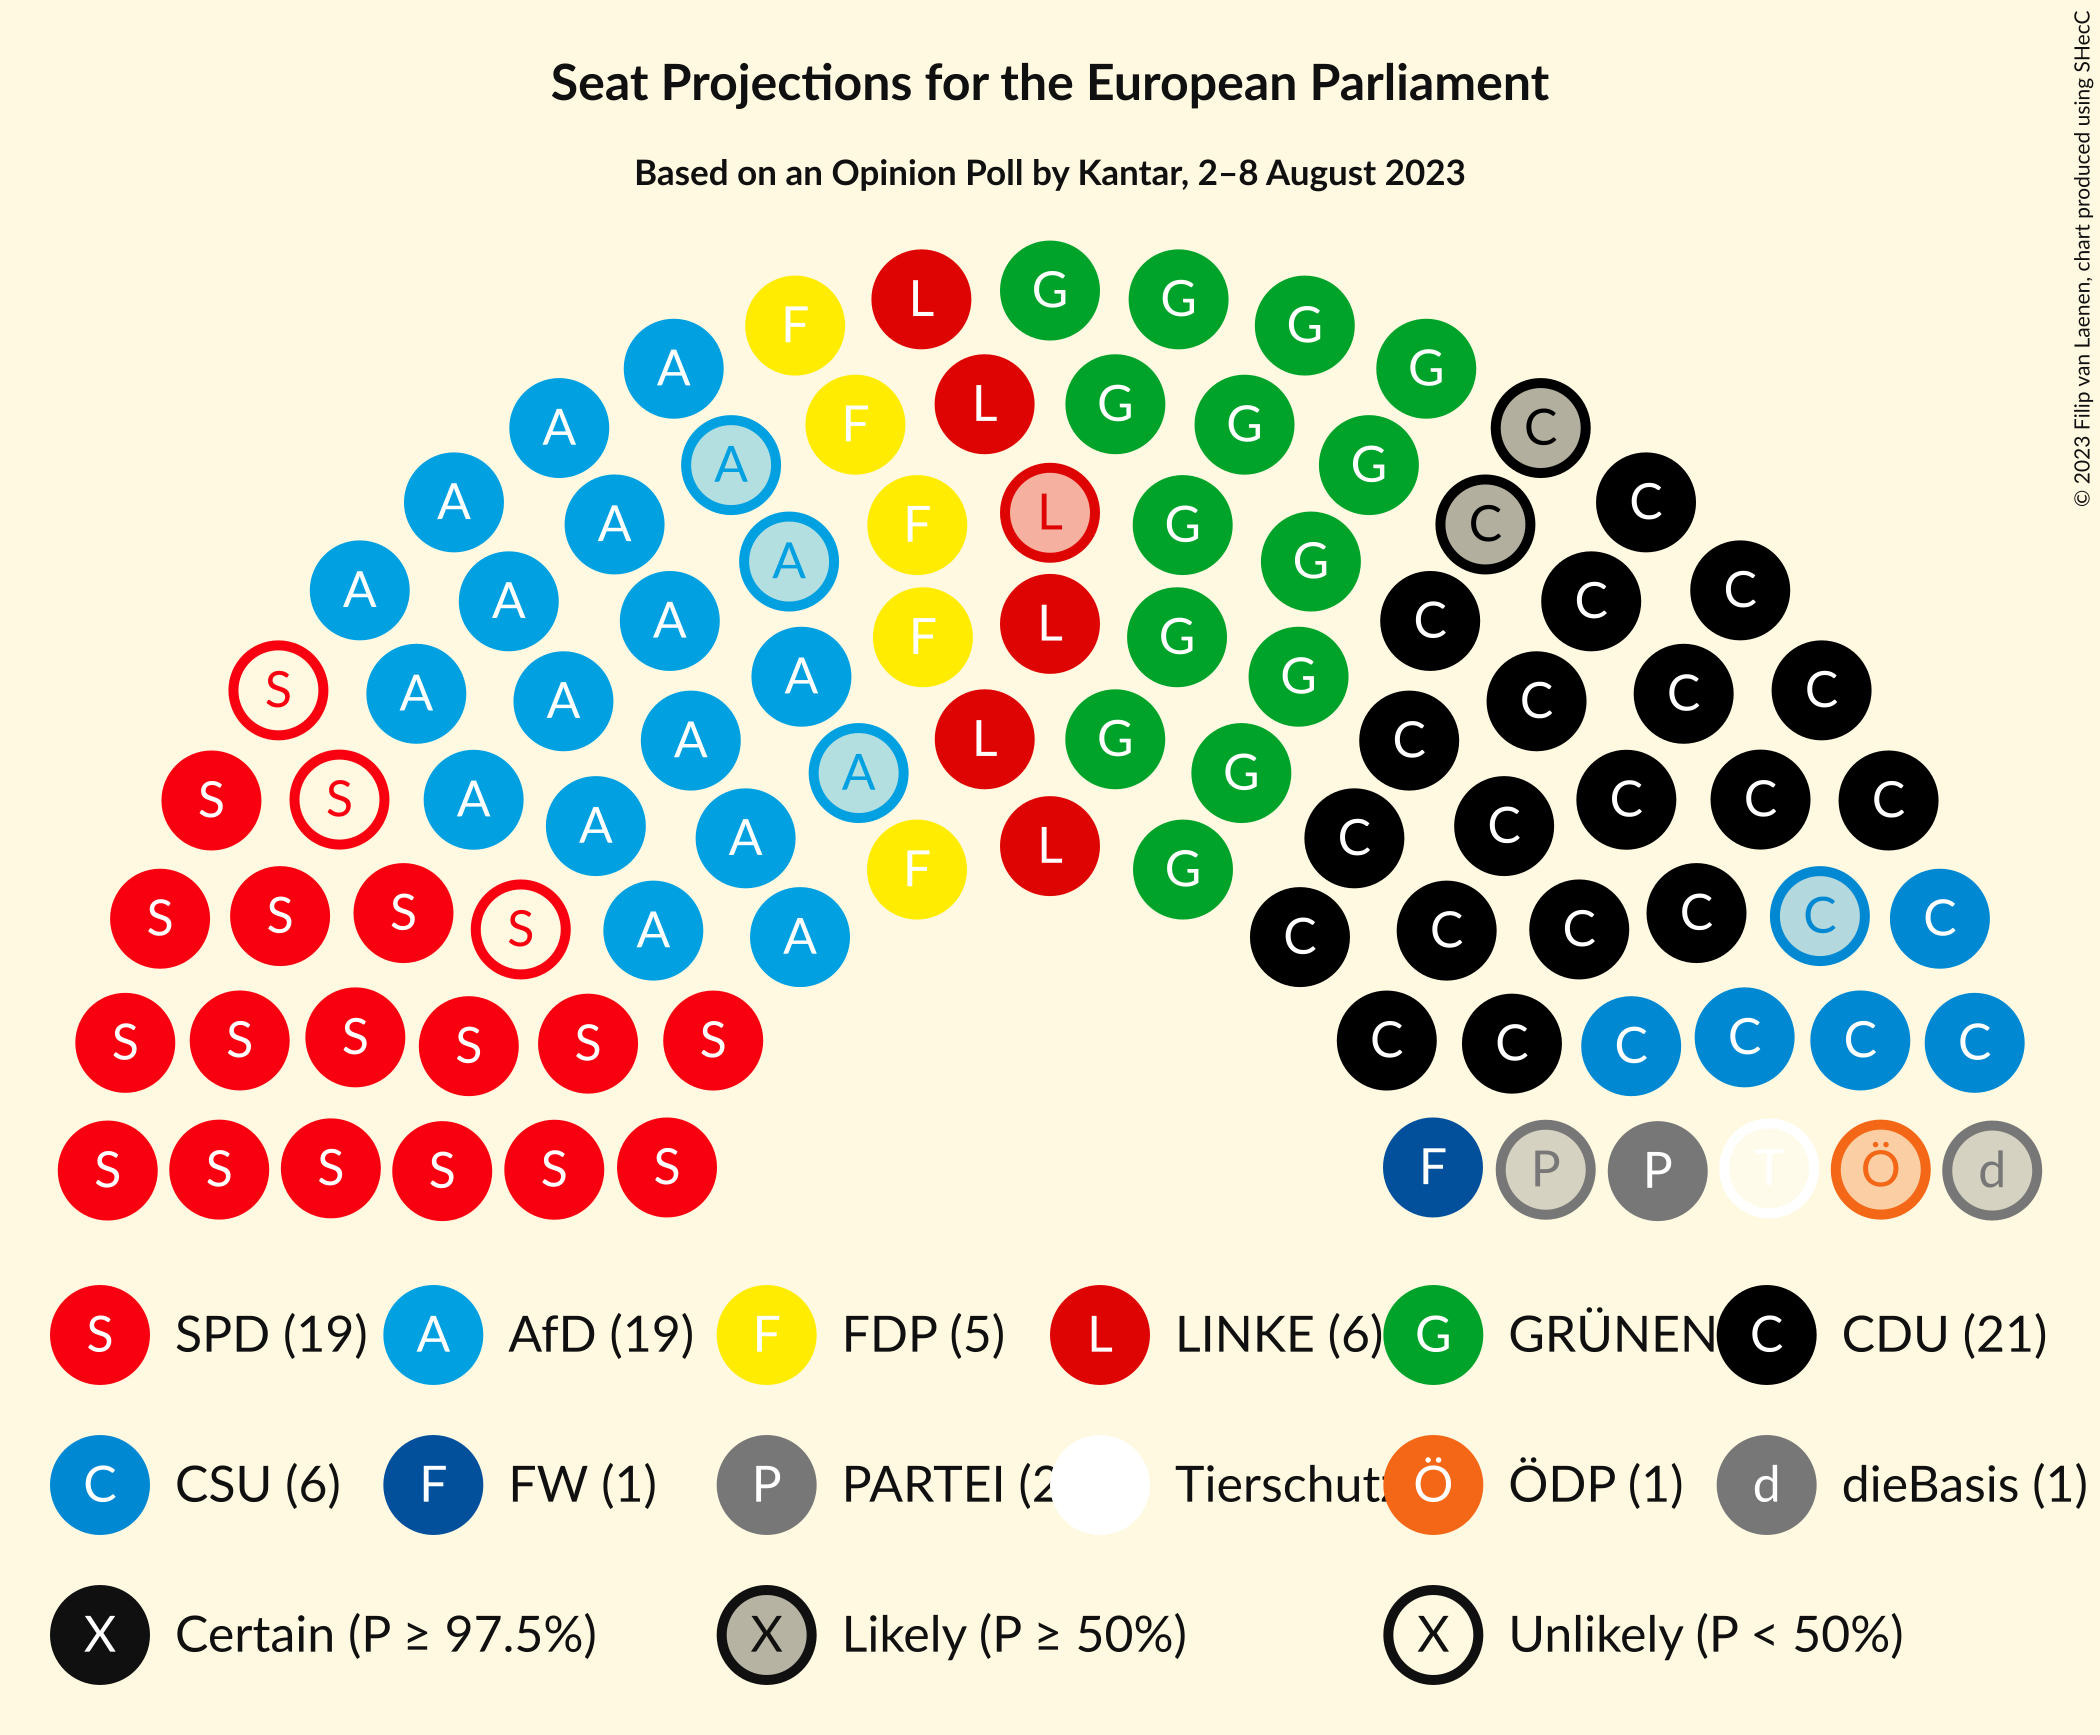 Seat Projections for the European Parliament
Based on an Opinion Poll by Kantar, 2–8 August 2023
© 2023 Filip van Laenen, chart produced using SHecC
L G G
F G
A G
A L G C
A F G
A G
A F L G C C
A A G
A A F L G C C C
S A A A G C C C
A A L G C C
S S A A A A G C C C C C
A A L G C C
S S S S A A F C C C C C C
S S S S S S C C C C C C
S S S S S S F P P T Ö d
S SPD (19) A AfD (19) F FDP (5) L LINKE (6) G GRÜNEN C CDU (21)
C CSU (6) F FW (1) P PARTEI (2 Tierschutz Ö ÖDP (1) d dieBasis (1)
X Certain (P ≥ 97.5%) X Likely (P ≥ 50%) X Unlikely (P < 50%)